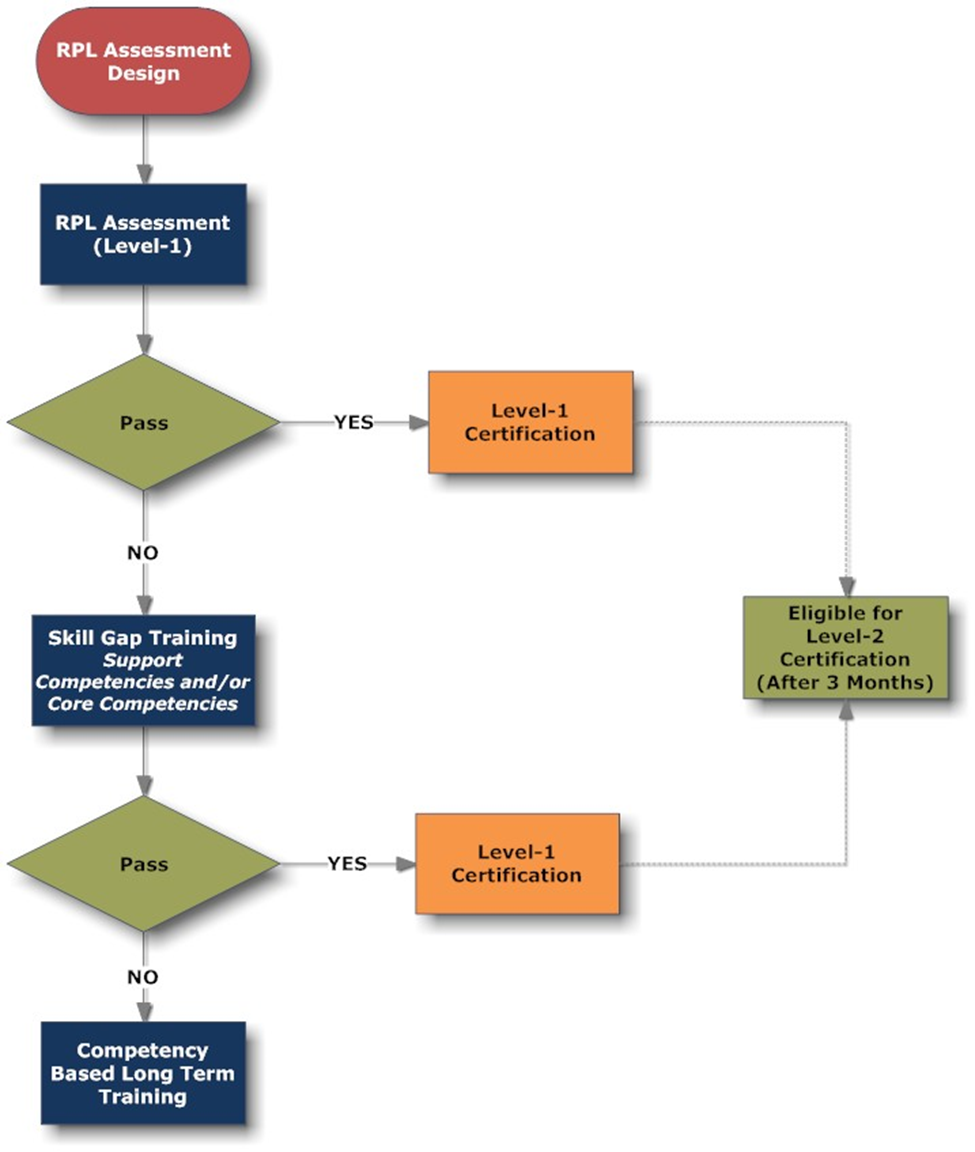 RPL Assessment
Design
RPL Assessment
(Level-1)
Pass
YES
Level-1
Certification
NO
Eligible for
Level-2
Certification
(After 3 Months)
Skill Gap Training
Support
Competencies and/or
Core Competencies
Pass
YES
Level-1
Certification
NO
Competency
Based Long Term
Training